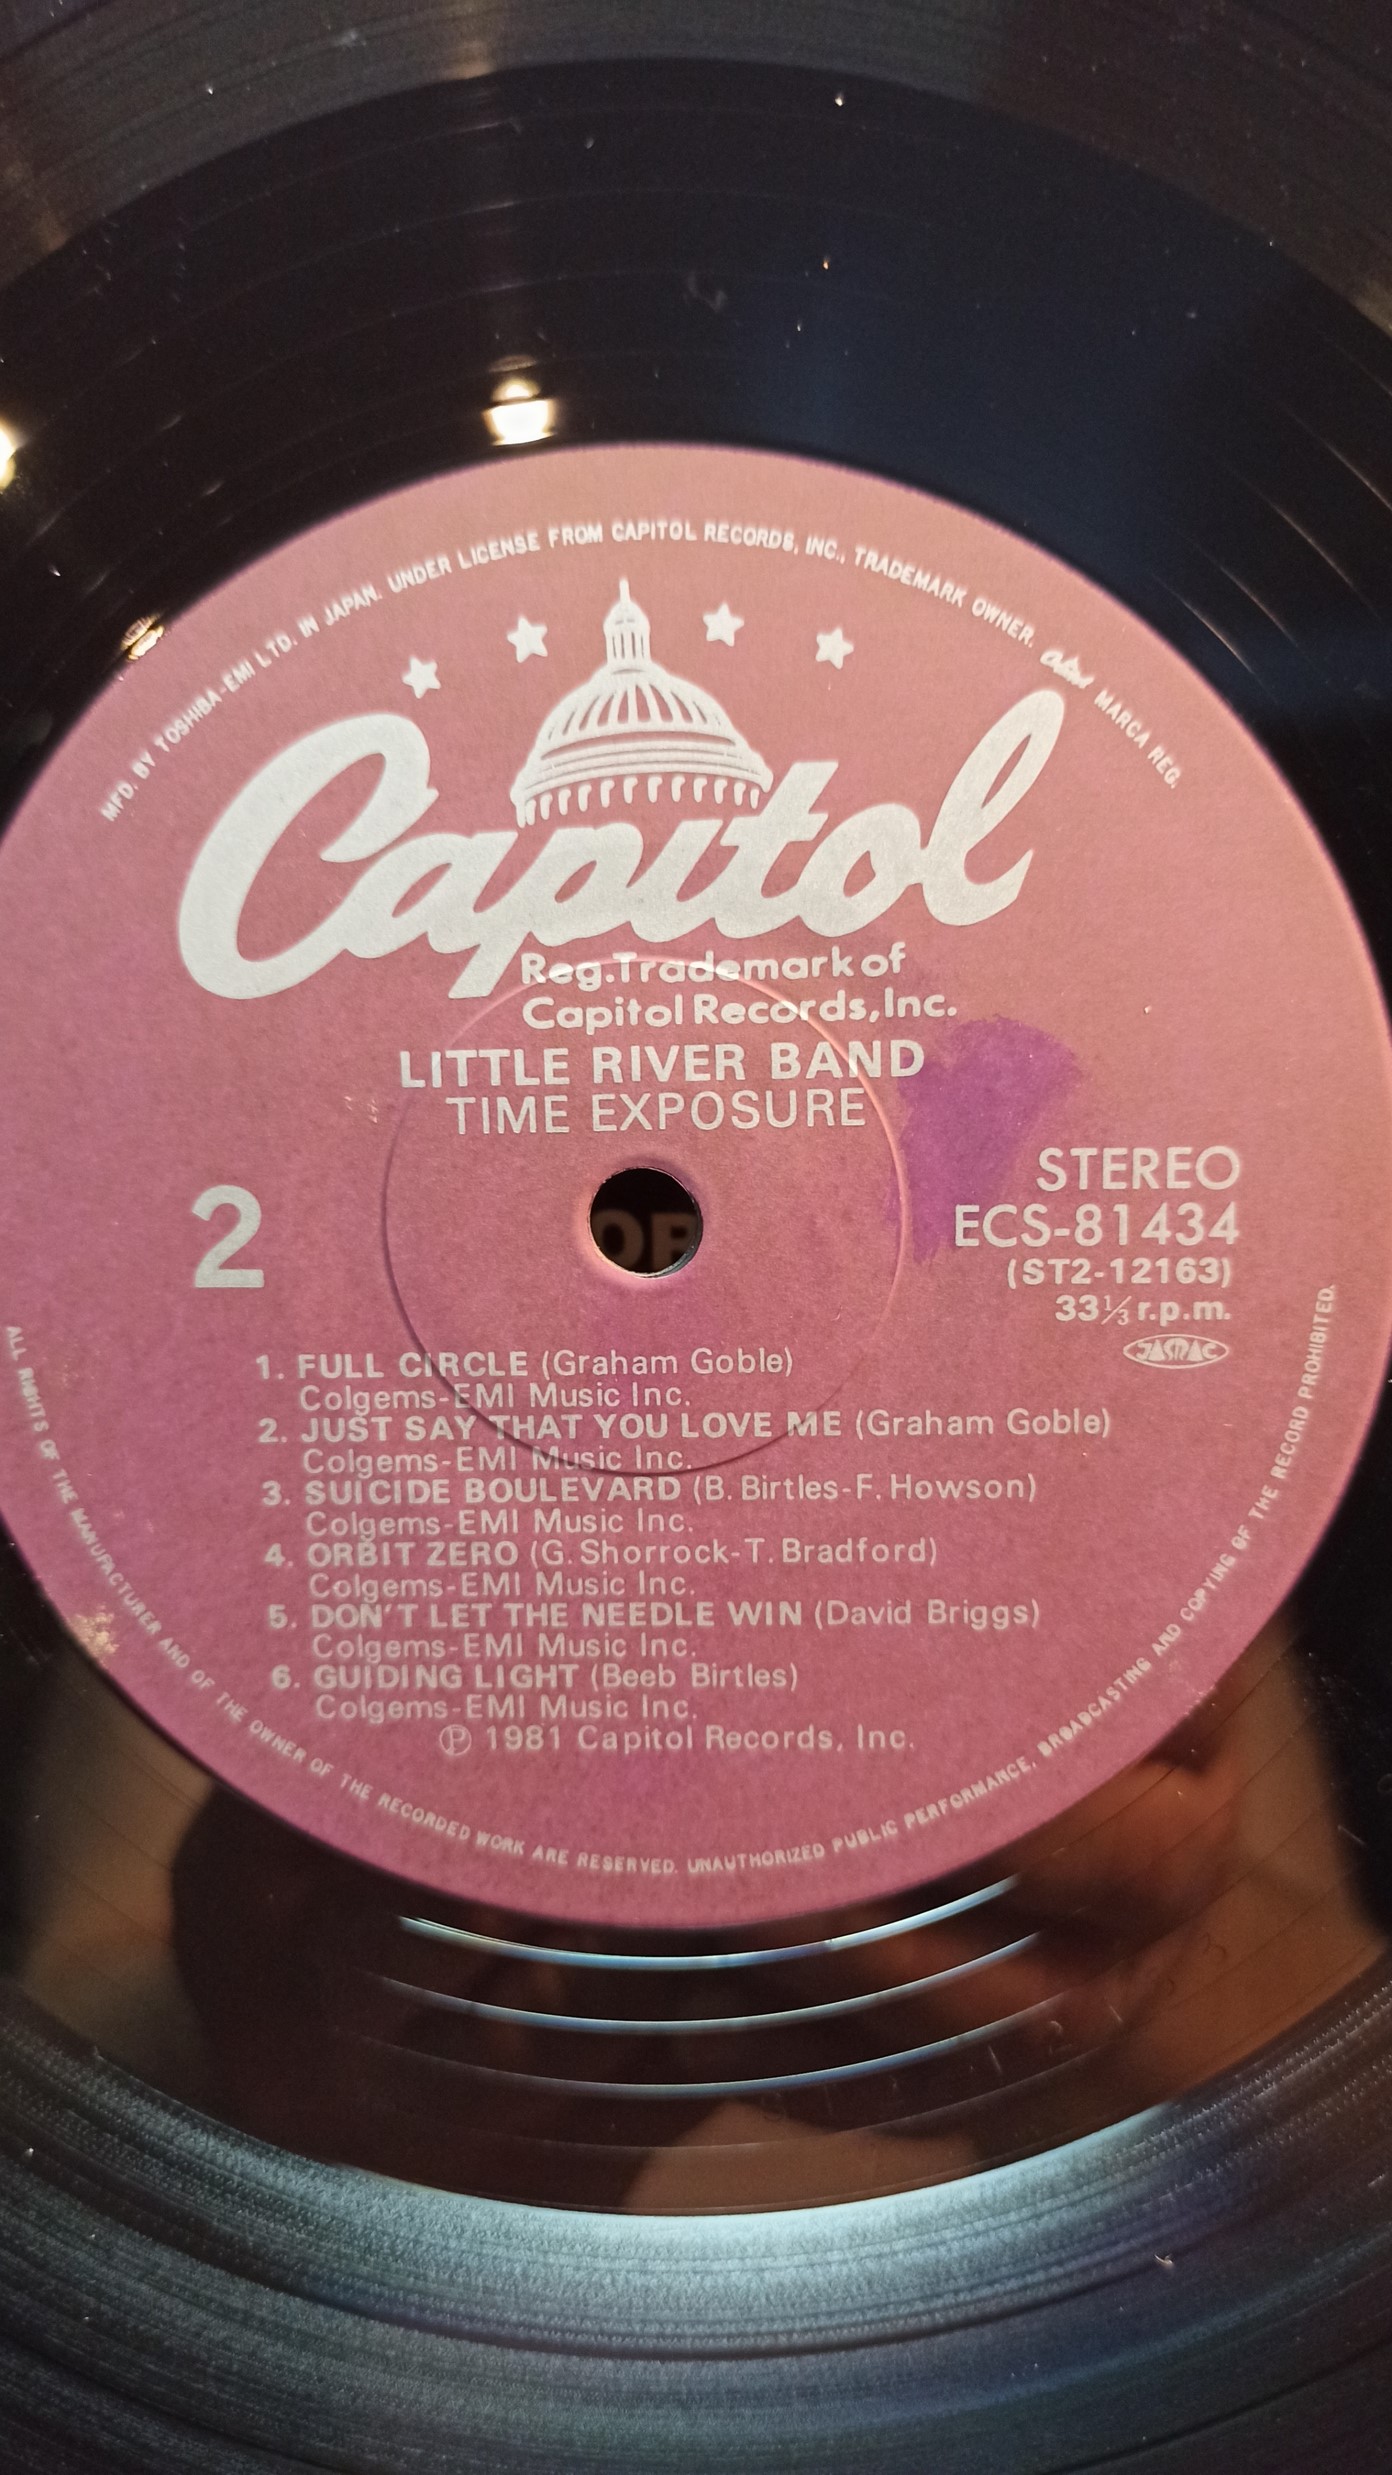 MFD. BY TOSHIBA-EMI LTD. IN JAPAN. UNDER LICENSE FROM CAPITOL RECORDS, INC., TRADEMARK OWNER. MARCA REG.
Capitol
Reg.Trademark of
Capitol Records,Inc.
LITTLE RIVER BAND
TIME EXPOSURE
2
STEREO
ECS-81434
(ST2-12163)
33⅓ r.p.m.
JASRAC
1. FULL CIRCLE (Graham Goble)
Colgems-EMI Music Inc.
2. JUST SAY THAT YOU LOVE ME (Graham Goble)
Colgems-EMI Music Inc.
3. SUICIDE BOULEVARD (B. Birtles-F. Howson)
Colgems-EMI Music Inc.
4. ORBIT ZERO (G. Shorrock-T. Bradford)
Colgems-EMI Music Inc.
5. DON'T LET THE NEEDLE WIN (David Briggs)
Colgems-EMI Music Inc.
6. GUIDING LIGHT (Beeb Birtles)
Colgems-EMI Music Inc.
℗ 1981 Capitol Records, Inc.
ALL RIGHTS OF THE MANUFACTURER AND OF THE OWNER OF THE RECORDED WORK ARE RESERVED. UNAUTHORIZED PUBLIC PERFORMANCE, BROADCASTING AND COPYING OF THE RECORD PROHIBITED.